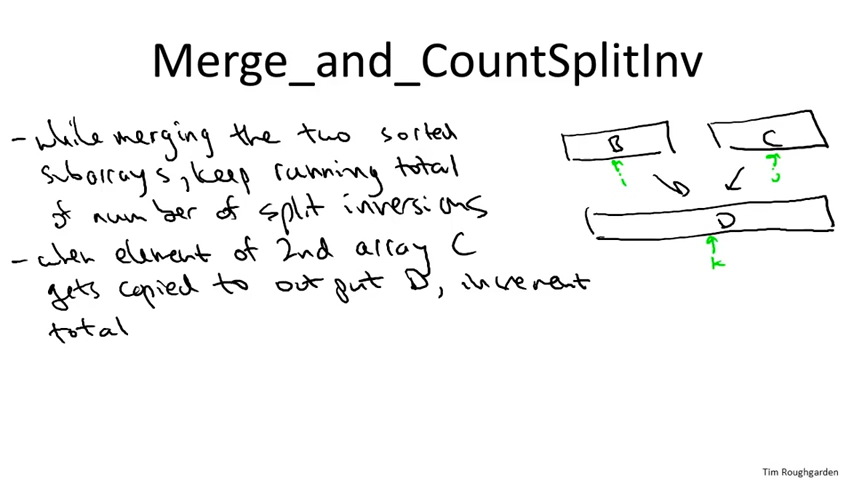 Merge_and_CountSplitInv
- while merging the two sorted
subarrays, keep running total
of number of split inversions
- when element of 2nd array C
gets copied to output D, increment
total
B
C
i
j
D
k
Tim Roughgarden